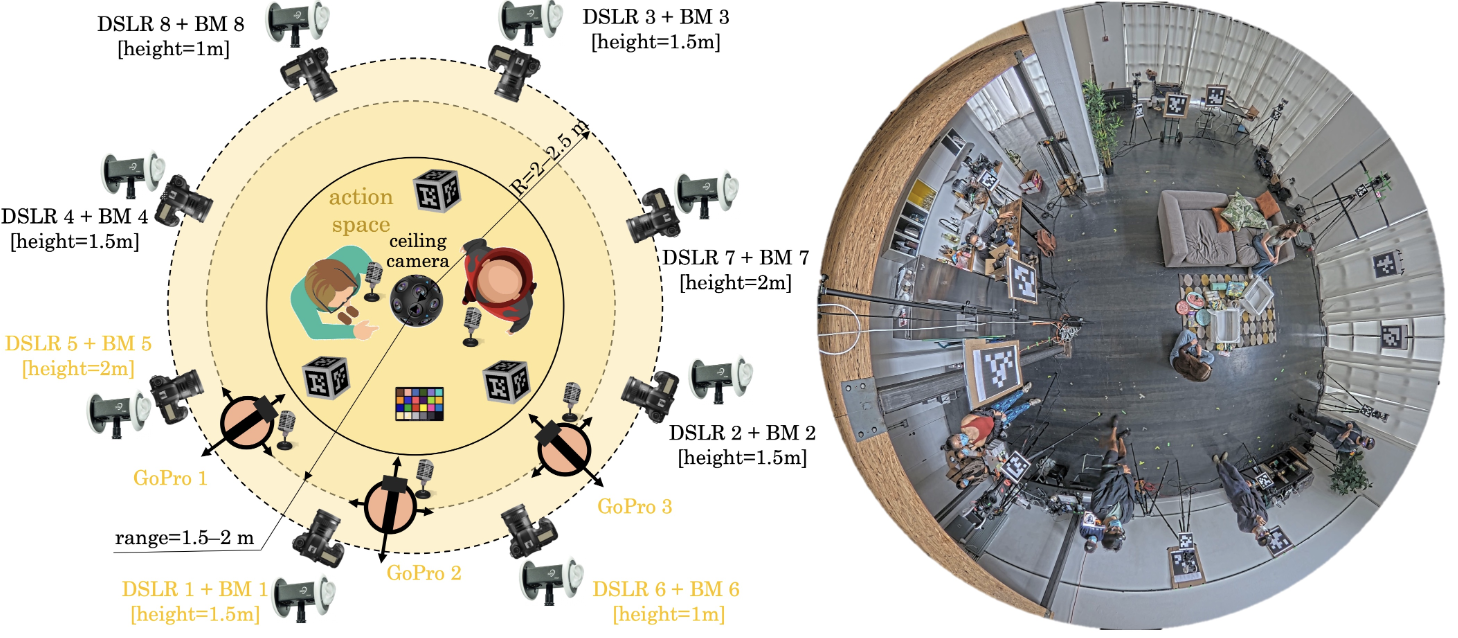 DSLR 8 + BM 8
[height=1m]
DSLR 3 + BM 3
[height=1.5m]
R=2–2.5 m
action
space
ceiling
camera
DSLR 4 + BM 4
[height=1.5m]
DSLR 7 + BM 7
[height=2m]
DSLR 5 + BM 5
[height=2m]
DSLR 2 + BM 2
[height=1.5m]
GoPro 1
GoPro 3
range=1.5–2 m
GoPro 2
DSLR 1 + BM 1
[height=1.5m]
DSLR 6 + BM 6
[height=1m]